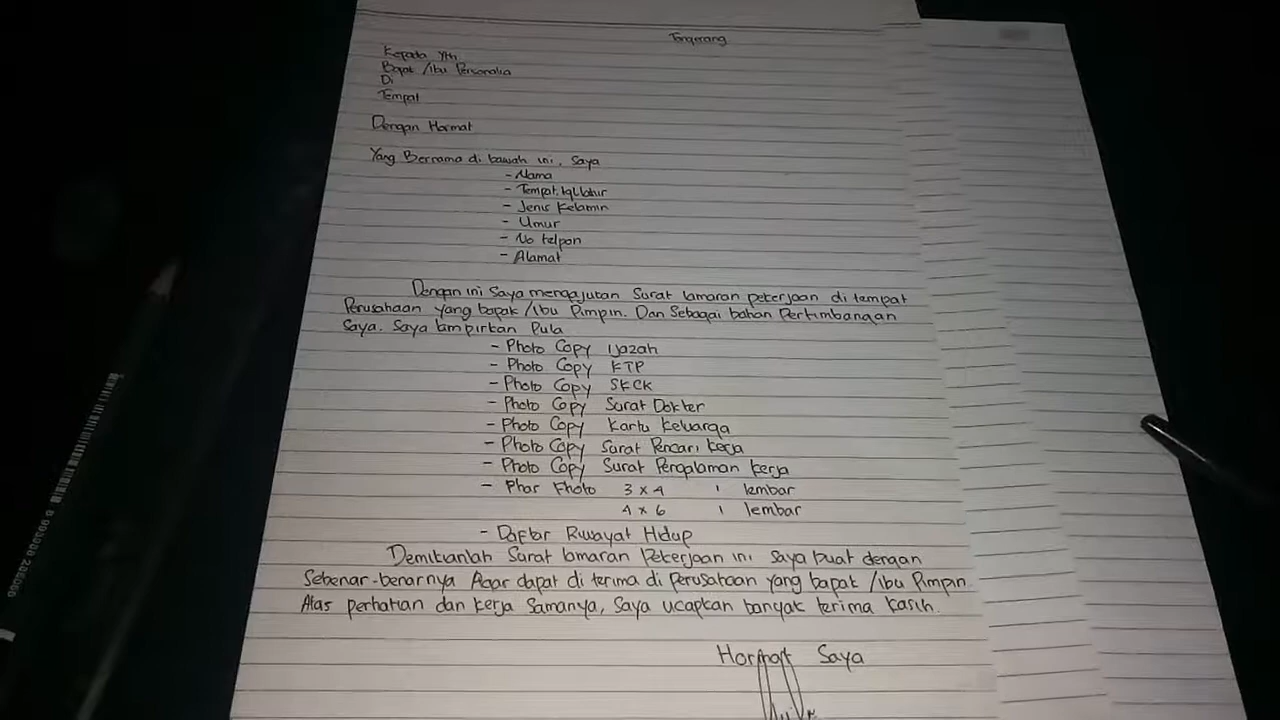 Tangerang
Kepada Yth
Bapak /ibu Personalia
Di
Tempat
Dengan Hormat
Yang Bernama di bawah ini, Saya
- Nama
- Tempat, tgl lahir
- Jenis Kelamin
- Umur
- No telpon
- Alamat
Dengan ini Saya mengajukan Surat lamaran pekerjaan di tempat
Perusahaan yang bapak /ibu Pimpin. Dan Sebagai bahan Pertimbangan
Saya. Saya lampirkan Pula
- Photo Copy ijazah
- Photo Copy KTP
- Photo Copy SKCK
- Photo Copy Surat Dokter
- Photo Copy Kartu Keluarga
- Photo Copy Surat Pencari kerja
- Photo Copy Surat Pengalaman kerja
- Phas Photo 3 x 4 1 lembar
4 x 6 1 lembar
- Daftar Riwayat Hidup
Demikianlah Surat lamaran Pekerjaan ini Saya buat dengan
Sebenar-benarnya Agar dapat di terima di perusahaan yang bapak /ibu Pimpin
Atas perhatian dan kerja Samanya, Saya ucapkan banyak terima kasih.
Hormat Saya